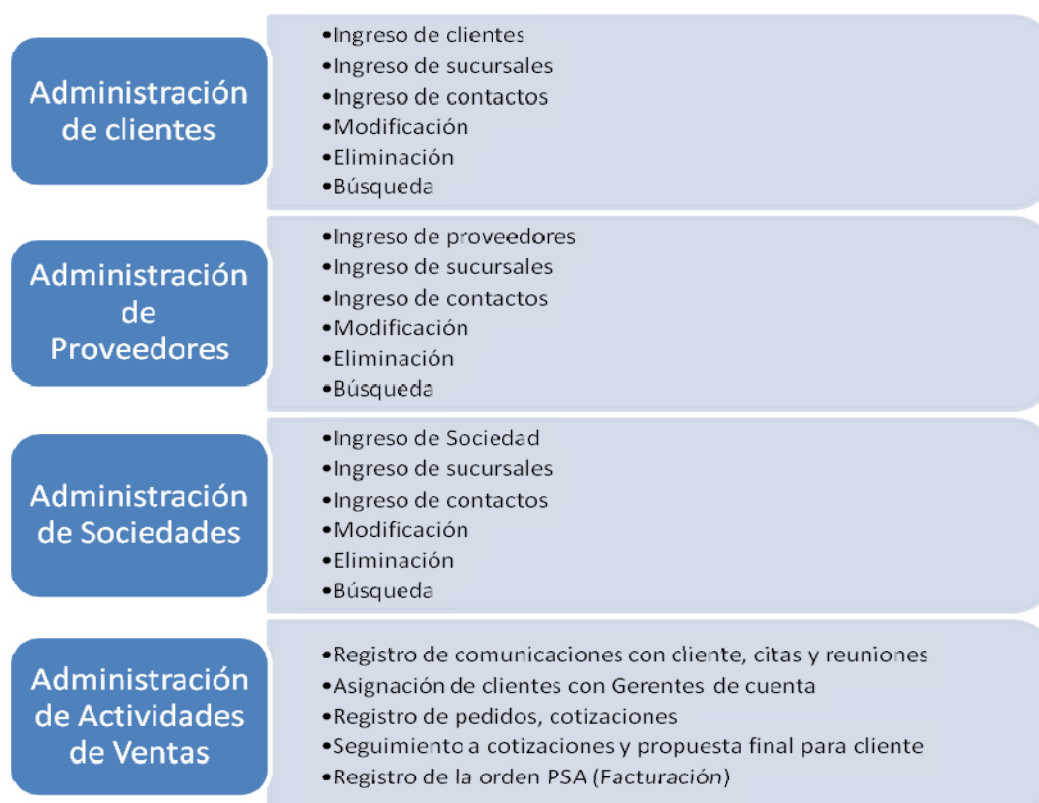 Administración
de clientes
•Ingreso de clientes
•Ingreso de sucursales
•Ingreso de contactos
•Modificación
•Eliminación
•Búsqueda
Administración
de
Proveedores
•Ingreso de proveedores
•Ingreso de sucursales
•Ingreso de contactos
•Modificación
•Eliminación
•Búsqueda
Administración
de Sociedades
•Ingreso de Sociedad
•Ingreso de sucursales
•Ingreso de contactos
•Modificación
•Eliminación
•Búsqueda
Administración
de Actividades
de Ventas
•Registro de comunicaciones con cliente, citas y reuniones
•Asignación de clientes con Gerentes de cuenta
•Registro de pedidos, cotizaciones
•Seguimiento a cotizaciones y propuesta final para cliente
•Registro de la orden PSA (Facturación)